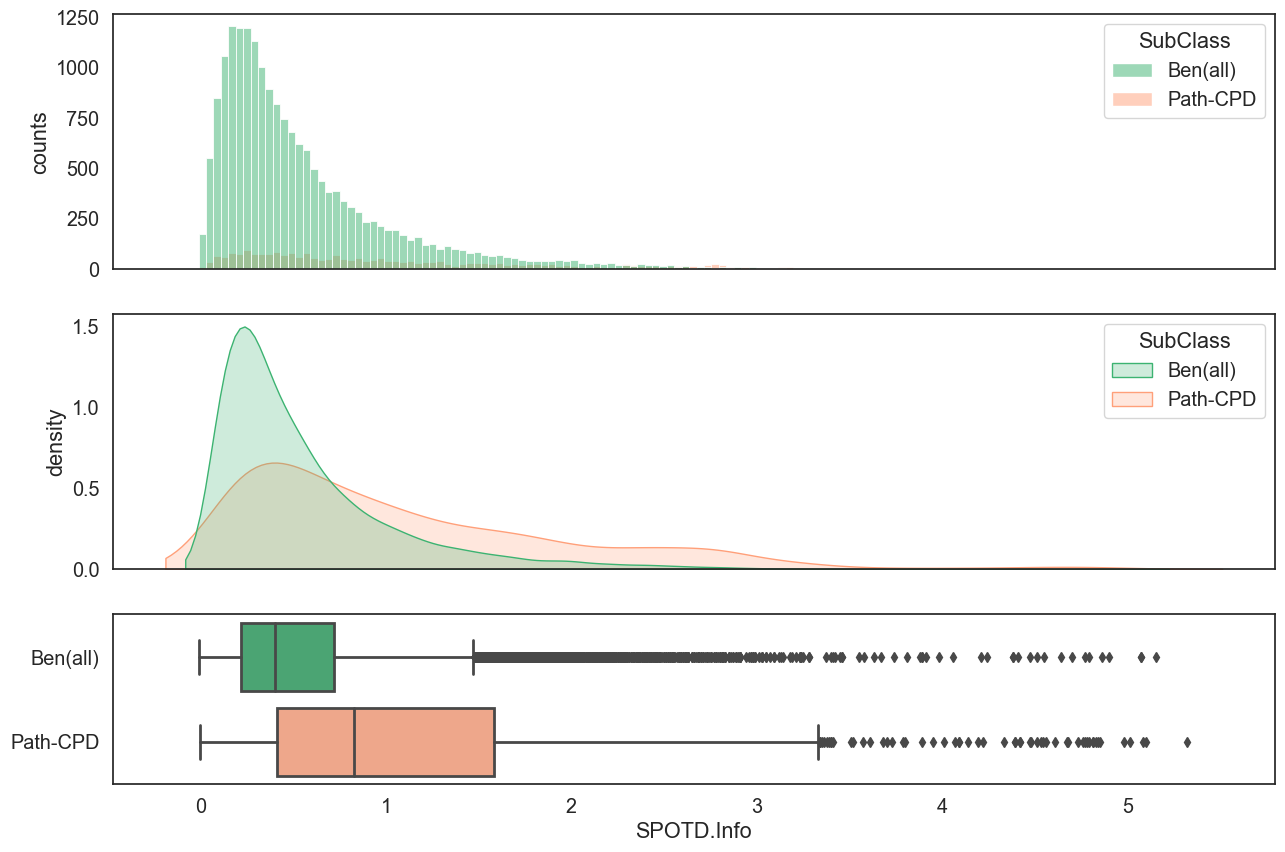 1250
1000
750
500
250
0
counts
SubClass
Ben(all)
Path-CPD
1.5
1.0
0.5
0.0
density
SubClass
Ben(all)
Path-CPD
Ben(all)
Path-CPD
0 1 2 3 4 5
SPOTD.Info